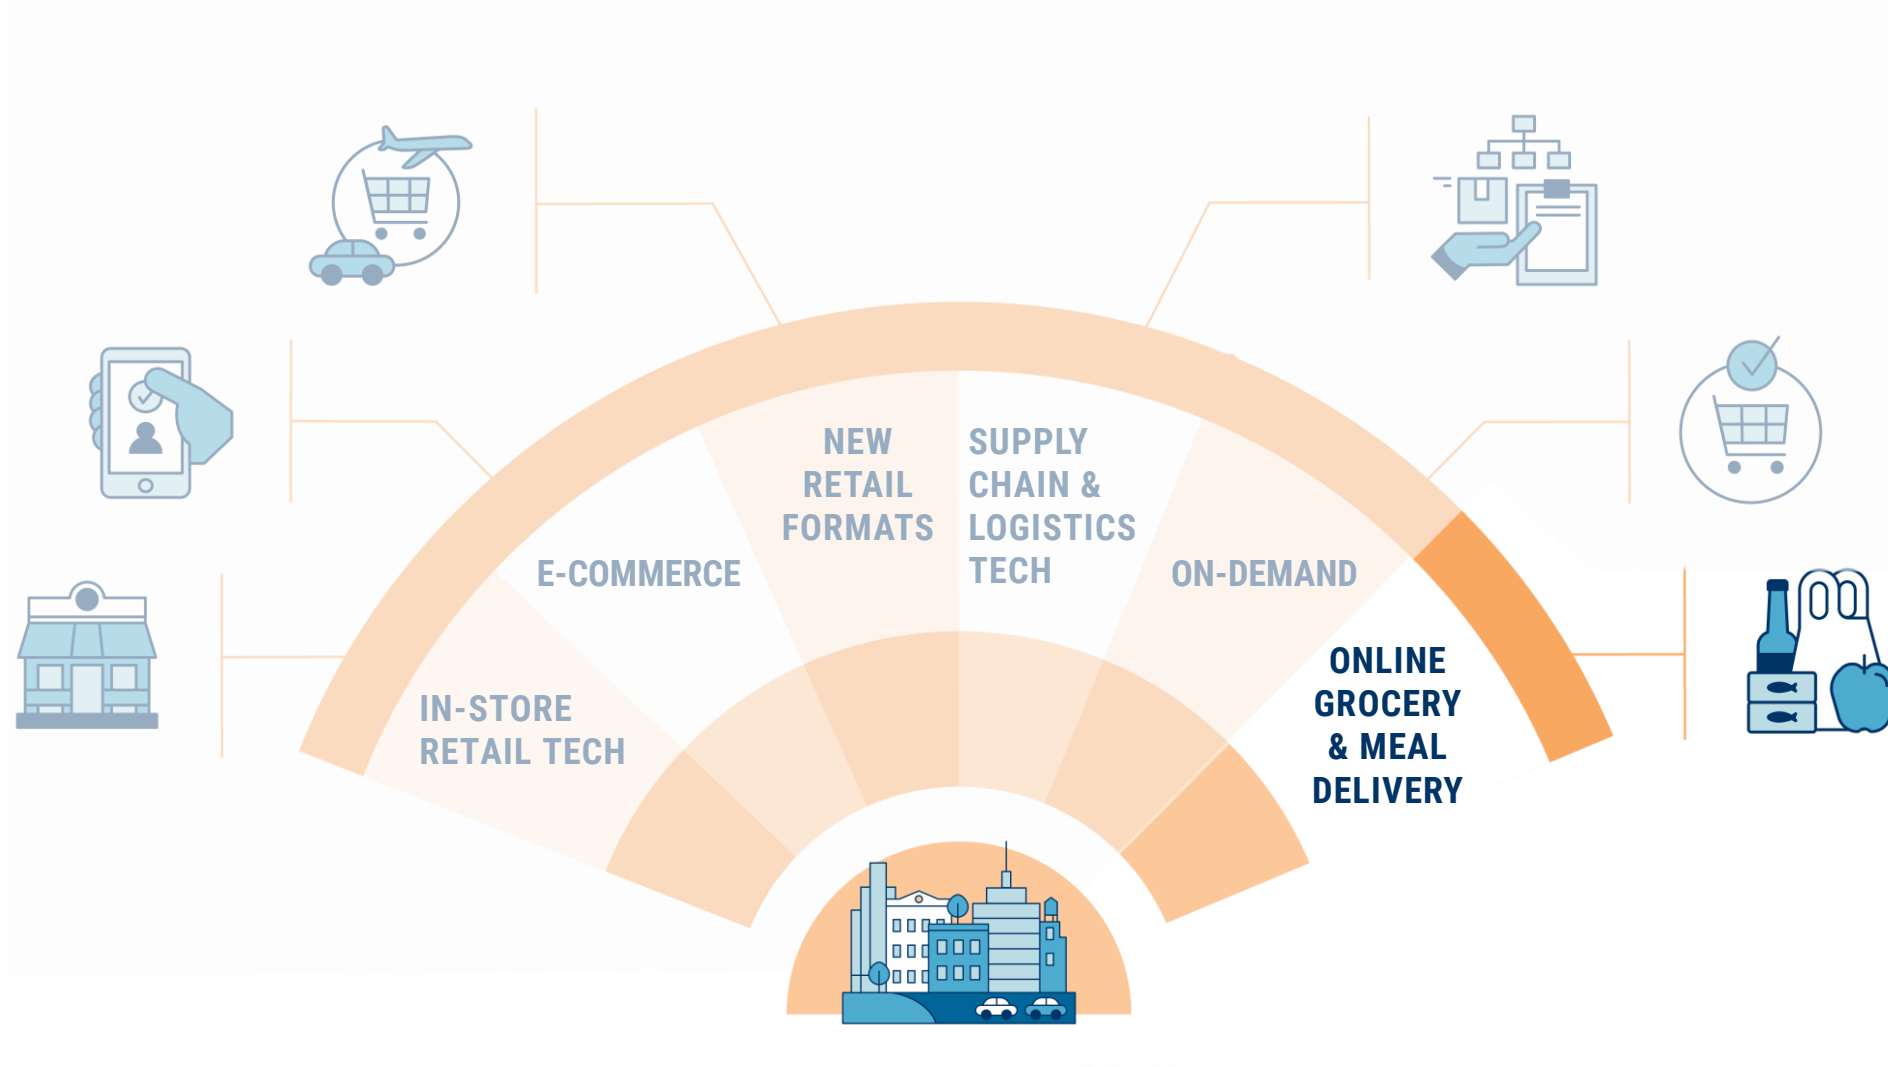 NEW
RETAIL
FORMATS
SUPPLY
CHAIN &
LOGISTICS
TECH
E-COMMERCE
ON-DEMAND
IN-STORE
RETAIL TECH
ONLINE
GROCERY
& MEAL
DELIVERY